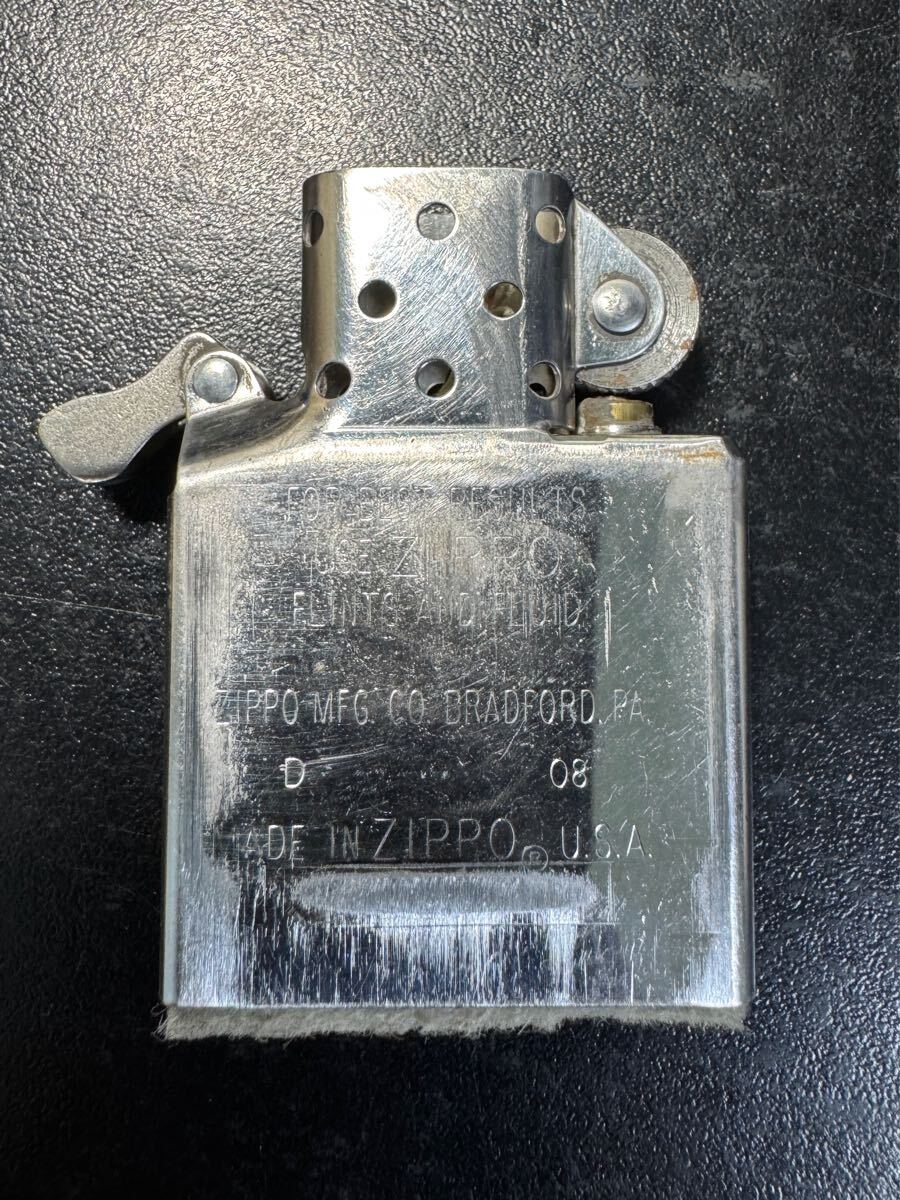 FOR BEST RESULTS
USE ZIPPO
FLINTS AND FLUID
ZIPPO MFG. CO. BRADFORD. PA.
D 08
MADE IN ZIPPO ® U.S.A.